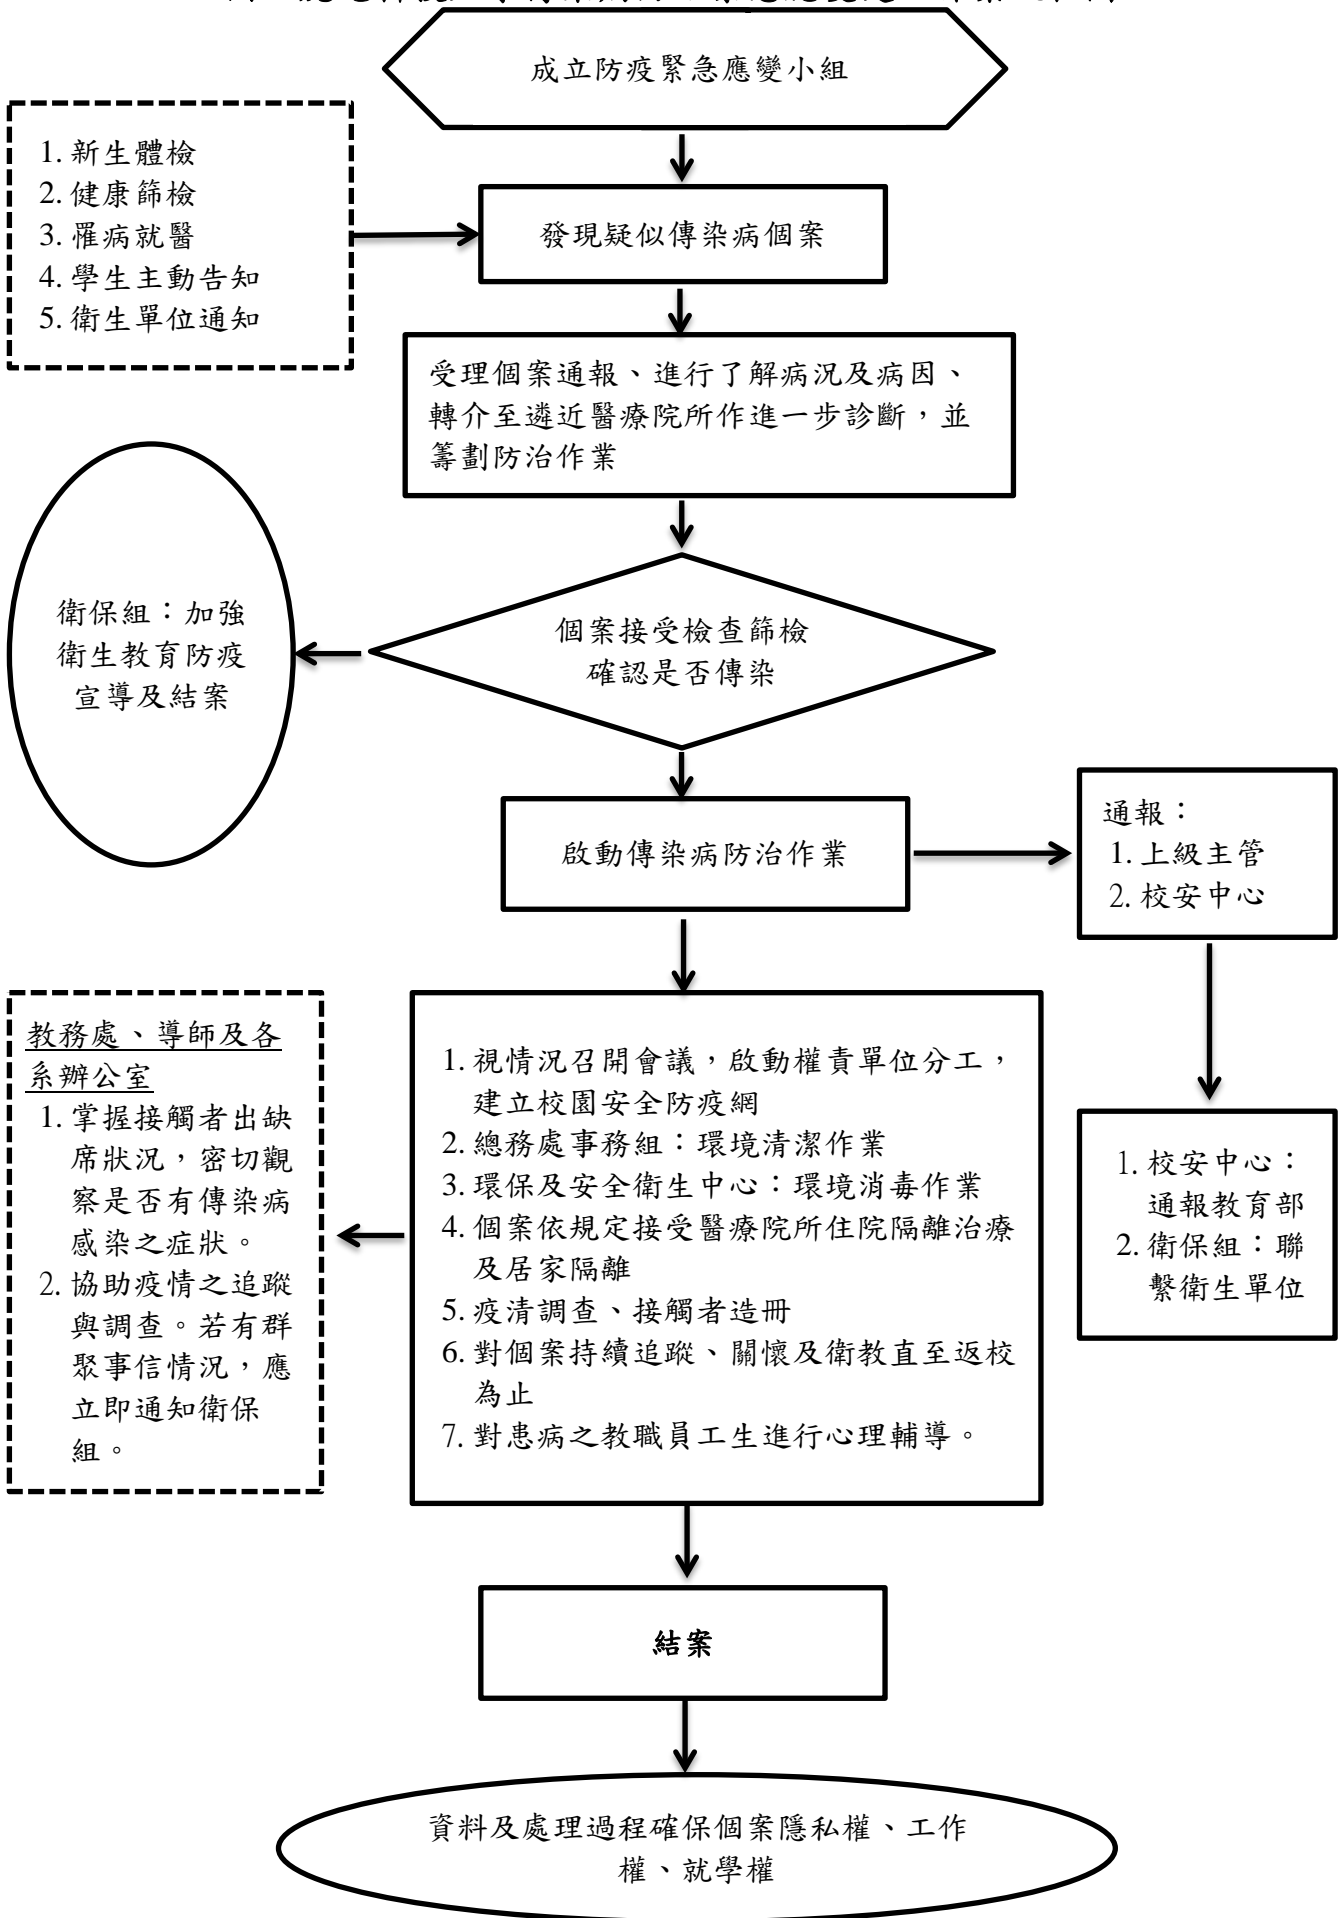 成立防疫緊急應變小組
1. 新生體檢
2. 健康篩檢
3. 罹病就醫
4. 學生主動告知
5. 衛生單位通知
發現疑似傳染病個案
受理個案通報、進行了解病況及病因、
轉介至遴近醫療院所作進一步診斷，並
籌劃防治作業
個案接受檢查篩檢
確認是否傳染
衛保組：加強
衛生教育防疫
宣導及結案
啟動傳染病防治作業
通報：
1. 上級主管
2. 校安中心
1. 校安中心：
通報教育部
2. 衛保組：聯
繫衛生單位
1. 視情況召開會議，啟動權責單位分工，
建立校園安全防疫網
2. 總務處事務組：環境清潔作業
3. 環保及安全衛生中心：環境消毒作業
4. 個案依規定接受醫療院所住院隔離治療
及居家隔離
5. 疫清調查、接觸者造冊
6. 對個案持續追蹤、關懷及衛教直至返校
為止
7. 對患病之教職員工生進行心理輔導。
教務處、導師及各
系辦公室
1. 掌握接觸者出缺
席狀況，密切觀
察是否有傳染病
感染之症狀。
2. 協助疫情之追蹤
與調查。若有群
聚事信情況，應
立即通知衛保
組。
結案
資料及處理過程確保個案隱私權、工作
權、就學權